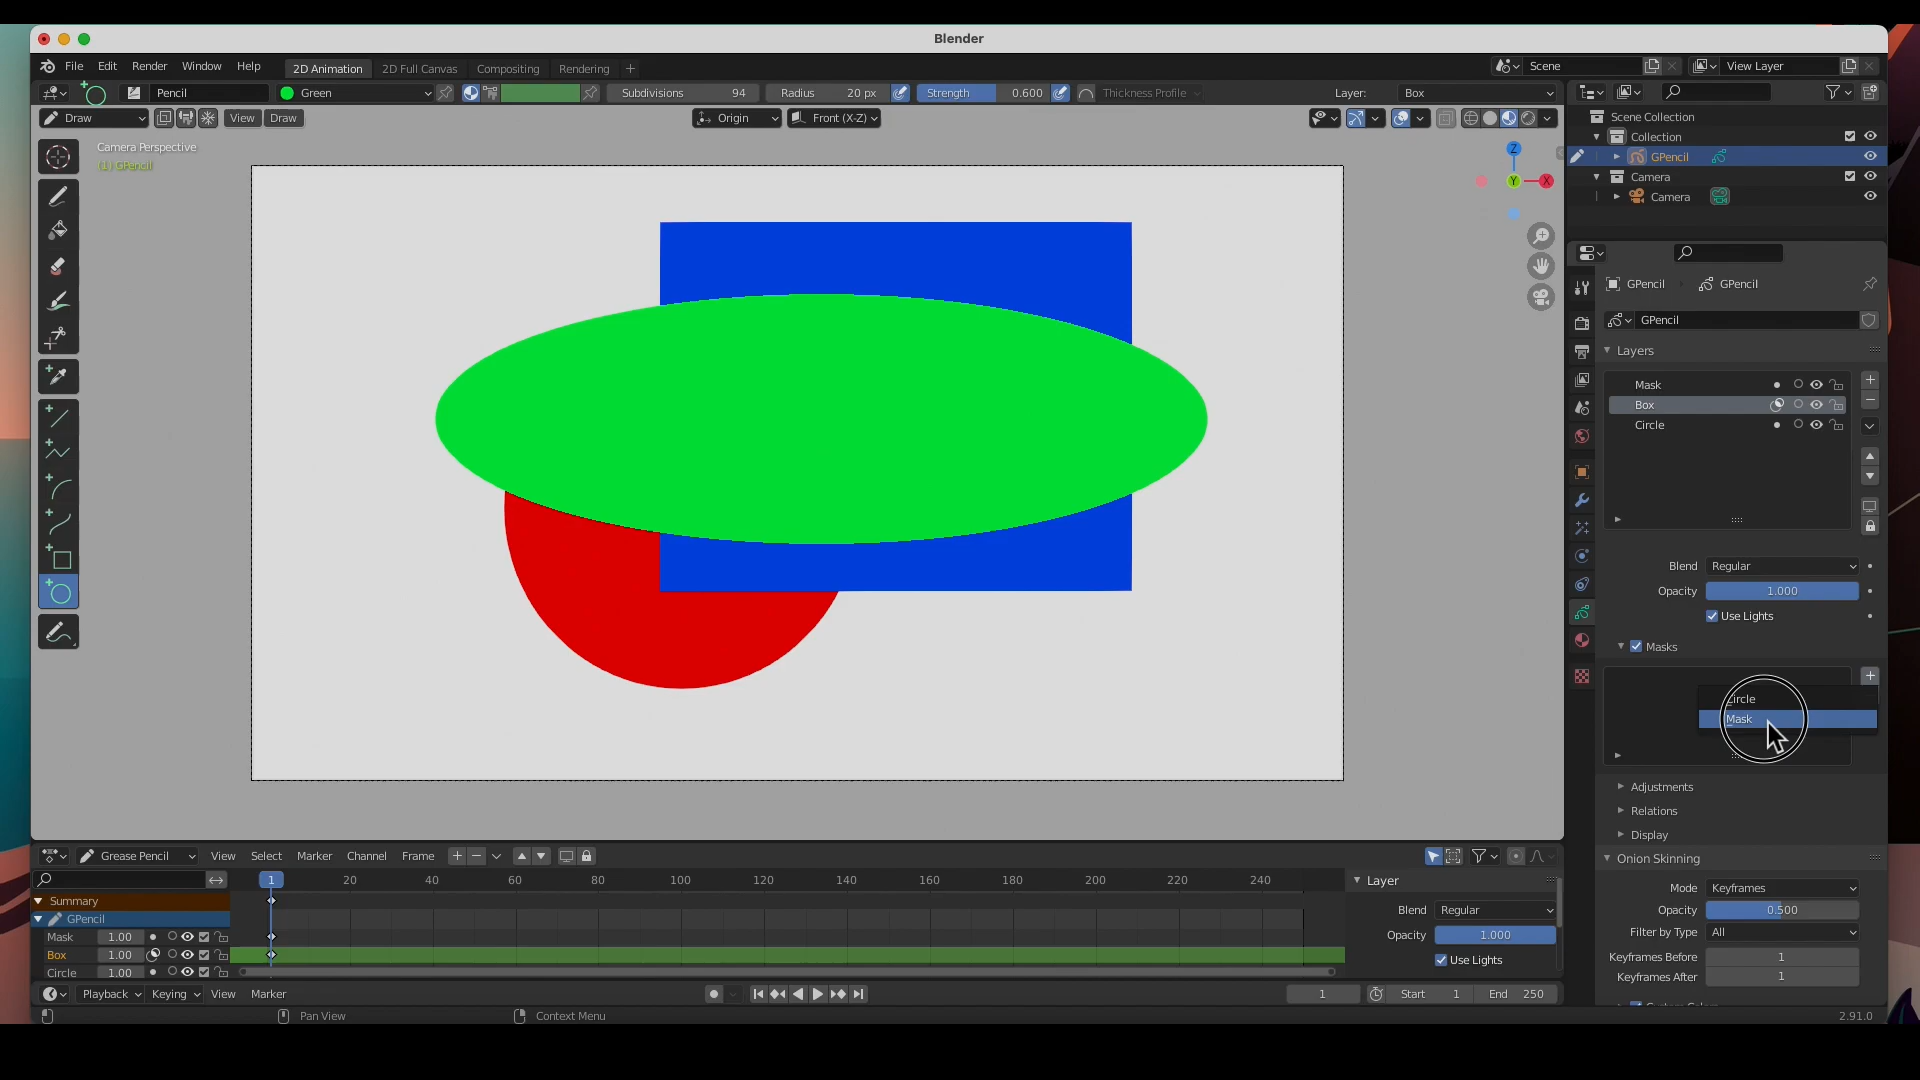 Blender
File Edit Render Window Help 2D Animation 2D Full Canvas Compositing Rendering + Scene View Layer
Pencil Green Subdivisions 94 Radius 20 px Strength 0.600 Thickness Profile Layer: Box
Draw View Draw Origin Front (X-Z)
Camera Perspective
(1) GPencil
Z
Y X
Scene Collection
Collection
GPencil
Camera
Camera
GPencil GPencil
GPencil
Layers
Mask
Box
Circle
Blend Regular
Opacity 1.000
Use Lights
Masks
Circle
Mask
Adjustments
Relations
Display
Onion Skinning
Mode Keyframes
Opacity 0.500
Filter by Type All
Keyframes Before 1
Keyframes After 1
Grease Pencil View Select Marker Channel Frame
1 20 40 60 80 100 120 140 160 180 200 220 240
Summary
GPencil
Mask 1.00
Box 1.00
Circle 1.00
Layer
Blend Regular
Opacity 1.000
Use Lights
Playback Keying View Marker 1 Start 1 End 250
Pan View Context Menu 2.91.0